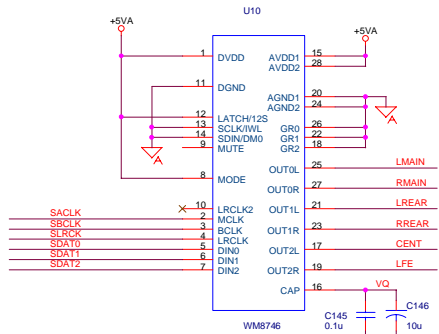 U10
+5VA
+5VA
1 DVDD AVDD1 15
AVDD2 28
11 DGND
AGND1 20
AGND2 24
12 LATCH/12S
13 SCLK/IWL GR0 26
14 SDIN/DM0 GR1 22
9 MUTE GR2 18
A A
OUT0L 25 LMAIN
8 MODE OUT0R 27 RMAIN
10 LRCLK2 OUT1L 21 LREAR
SACLK 2 MCLK
SBCLK 3 BCLK OUT1R 23 RREAR
SLRCK 4 LRCLK
SDAT0 5 DIN0 OUT2L 17 CENT
SDAT1 6 DIN1
SDAT2 7 DIN2 OUT2R 19 LFE
CAP 16 VQ
C145 C146
0.1u 10u
WM8746